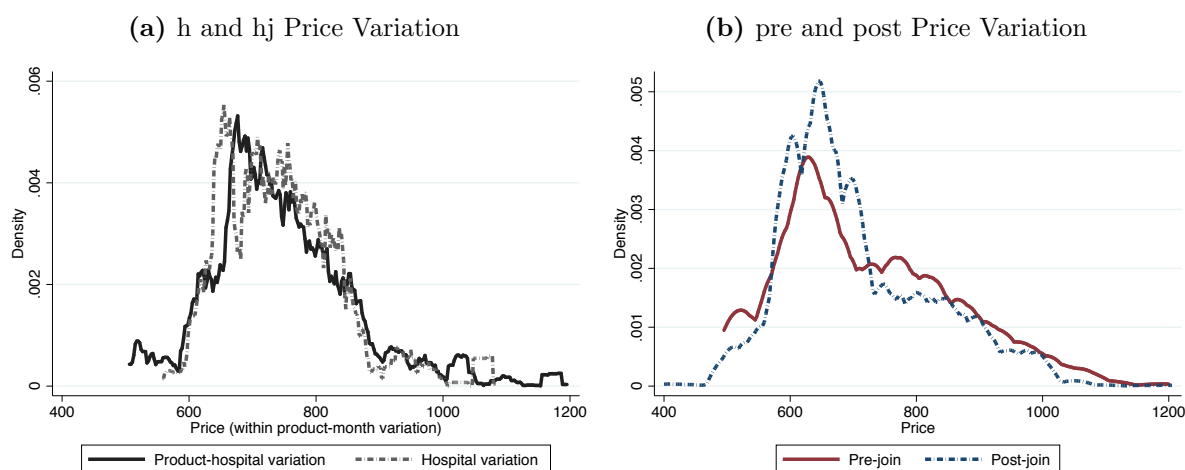 (a) h and hj Price Variation
.006
.004
.002
0
Density
400 600 800 1000 1200
Price (within product-month variation)
Product-hospital variation Hospital variation
(b) pre and post Price Variation
.005
.004
.003
.002
.001
0
Density
400 600 800 1000 1200
Price
Pre-join Post-join